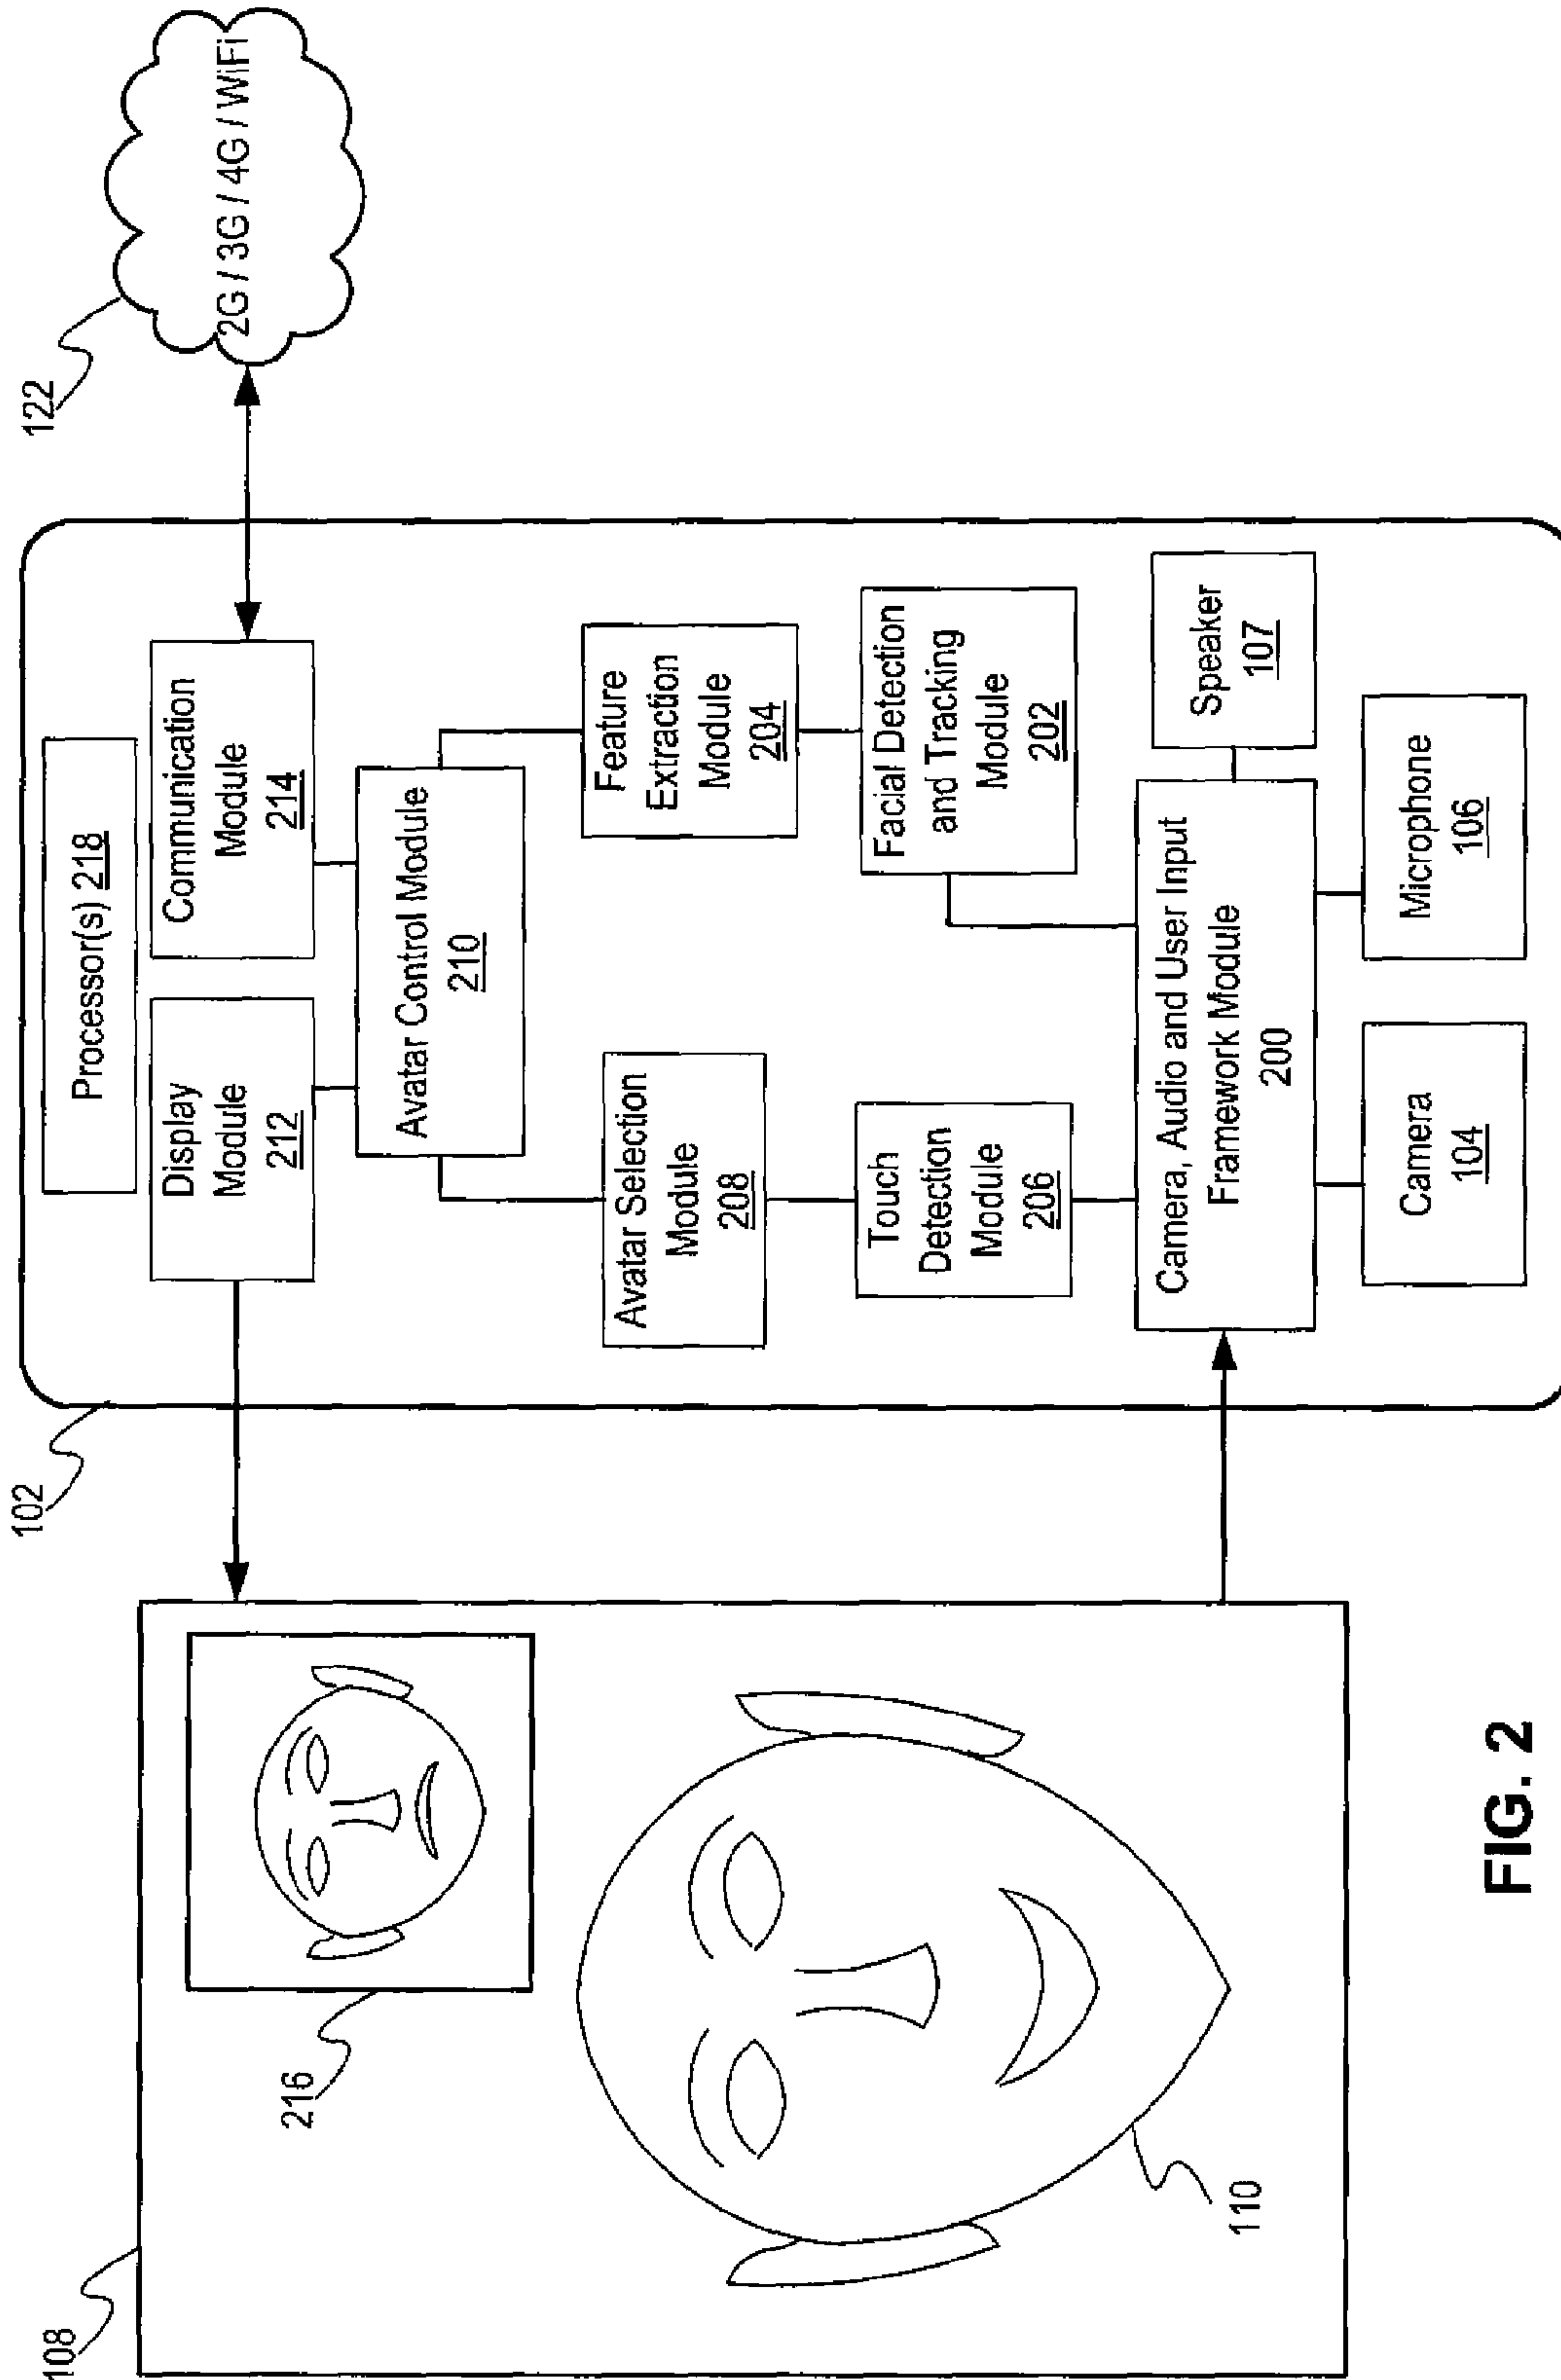 108
216
110
102
122
2G / 3G / 4G / WiFi
Processor(s) 218
Display
Module
212
Communication
Module
214
Avatar Control Module
210
Avatar Selection
Module
208
Feature
Extraction
Module
204
Touch
Detection
Module
206
Facial Detection
and Tracking
Module
202
Camera, Audio and User Input
Framework Module
200
Speaker
107
Camera
104
Microphone
106
FIG. 2